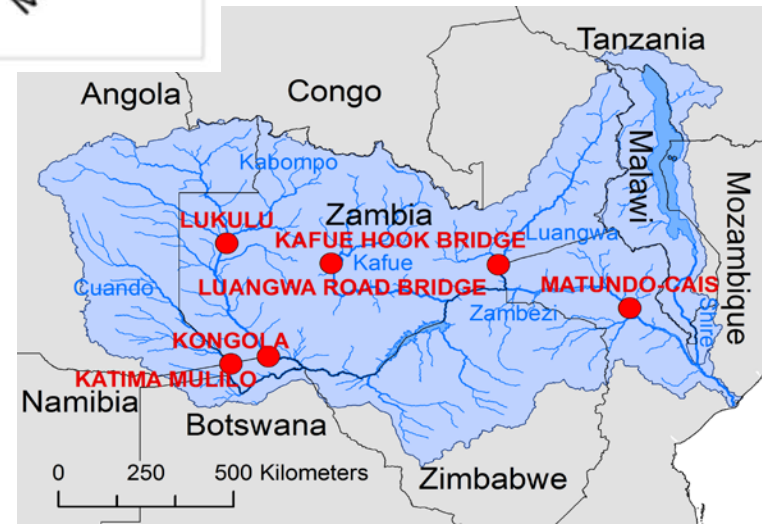 Tanzania
Angola
Congo
Kabompo
Malawi
Mozambique
LUKULU
Zambia
KAFUE HOOK BRIDGE
Luangwa
Kafue
Cuando
LUANGWA ROAD BRIDGE
MATUNDO-CAIS
Zambezi
Shire
KONGOLA
KATIMA MULILO
Namibia
Botswana
Zimbabwe
0 250 500 Kilometers